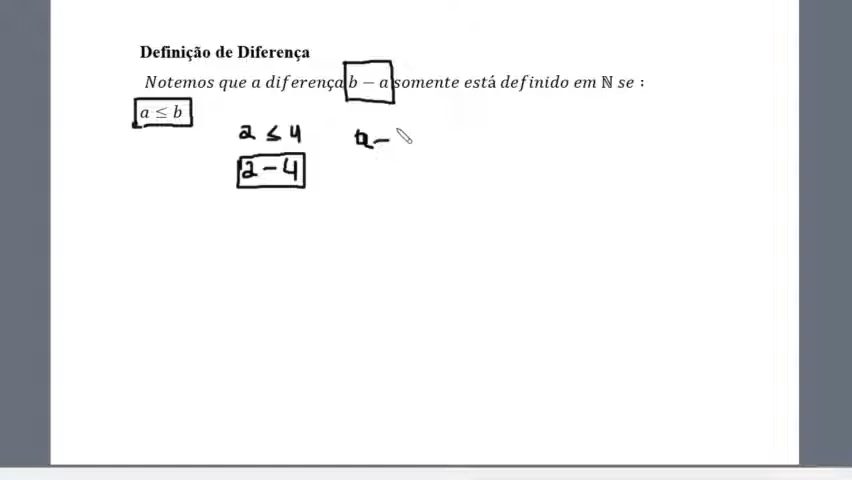 Definição de Diferença
Notemos que a diferença b − a somente está definido em ℕ se :
a ≤ b
2 ≤ 4
2 − 4